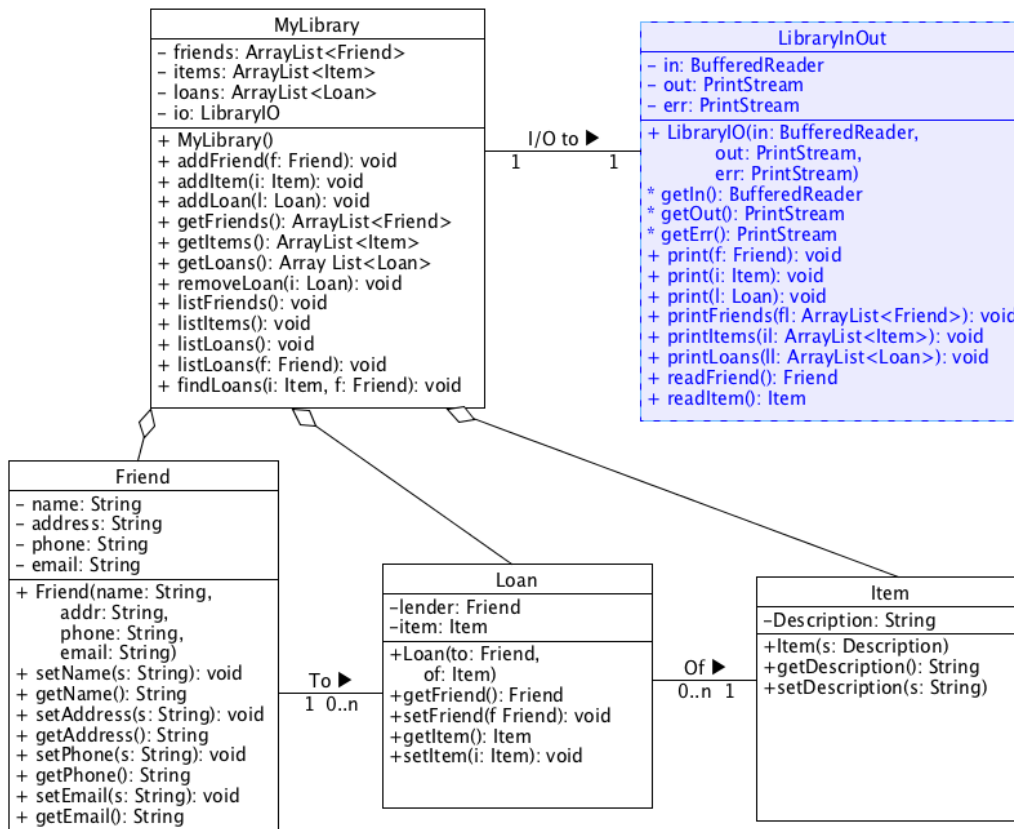 MyLibrary
– friends: ArrayList<Friend>
– items: ArrayList<Item>
– loans: ArrayList<Loan>
– io: LibraryIO
+ MyLibrary()
+ addFriend(f: Friend): void
+ addItem(i: Item): void
+ addLoan(l: Loan): void
+ getFriends(): ArrayList<Friend>
+ getItems(): ArrayList<Item>
+ getLoans(): Array List<Loan>
+ removeLoan(i: Loan): void
+ listFriends(): void
+ listItems(): void
+ listLoans(): void
+ listLoans(f: Friend): void
+ findLoans(i: Item, f: Friend): void
I/O to ▶
1 1
LibraryInOut
– in: BufferedReader
– out: PrintStream
– err: PrintStream
+ LibraryIO(in: BufferedReader,
out: PrintStream,
err: PrintStream)
* getIn(): BufferedReader
* getOut(): PrintStream
* getErr(): PrintStream
+ print(f: Friend): void
+ print(i: Item): void
+ print(l: Loan): void
+ printFriends(fl: ArrayList<Friend>): void
+ printItems(il: ArrayList<Item>): void
+ printLoans(ll: ArrayList<Loan>): void
+ readFriend(): Friend
+ readItem(): Item
Friend
– name: String
– address: String
– phone: String
– email: String
+ Friend(name: String,
addr: String,
phone: String,
email: String)
+ setName(s: String): void
+ getName(): String
+ setAddress(s: String): void
+ getAddress(): String
+ setPhone(s: String): void
+ getPhone(): String
+ setEmail(s: String): void
+ getEmail(): String
To ▶
1 0..n
Loan
–lender: Friend
–item: Item
+Loan(to: Friend,
of: Item)
+getFriend(): Friend
+setFriend(f Friend): void
+getItem(): Item
+setItem(i: Item): void
Of ▶
0..n 1
Item
–Description: String
+Item(s: Description)
+getDescription(): String
+setDescription(s: String)